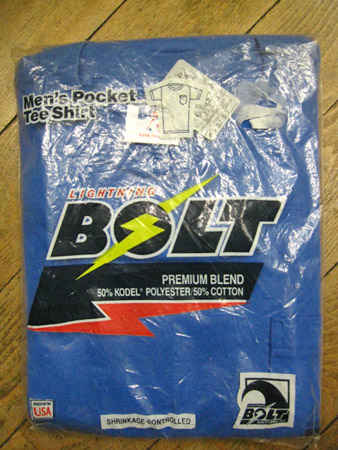 Men's Pocket
Tee Shirt
LIGHTNING
BOLT
PREMIUM BLEND
50% KODEL® POLYESTER/50% COTTON
MADE IN
USA
SHRINKAGE CONTROLLED
BOLT